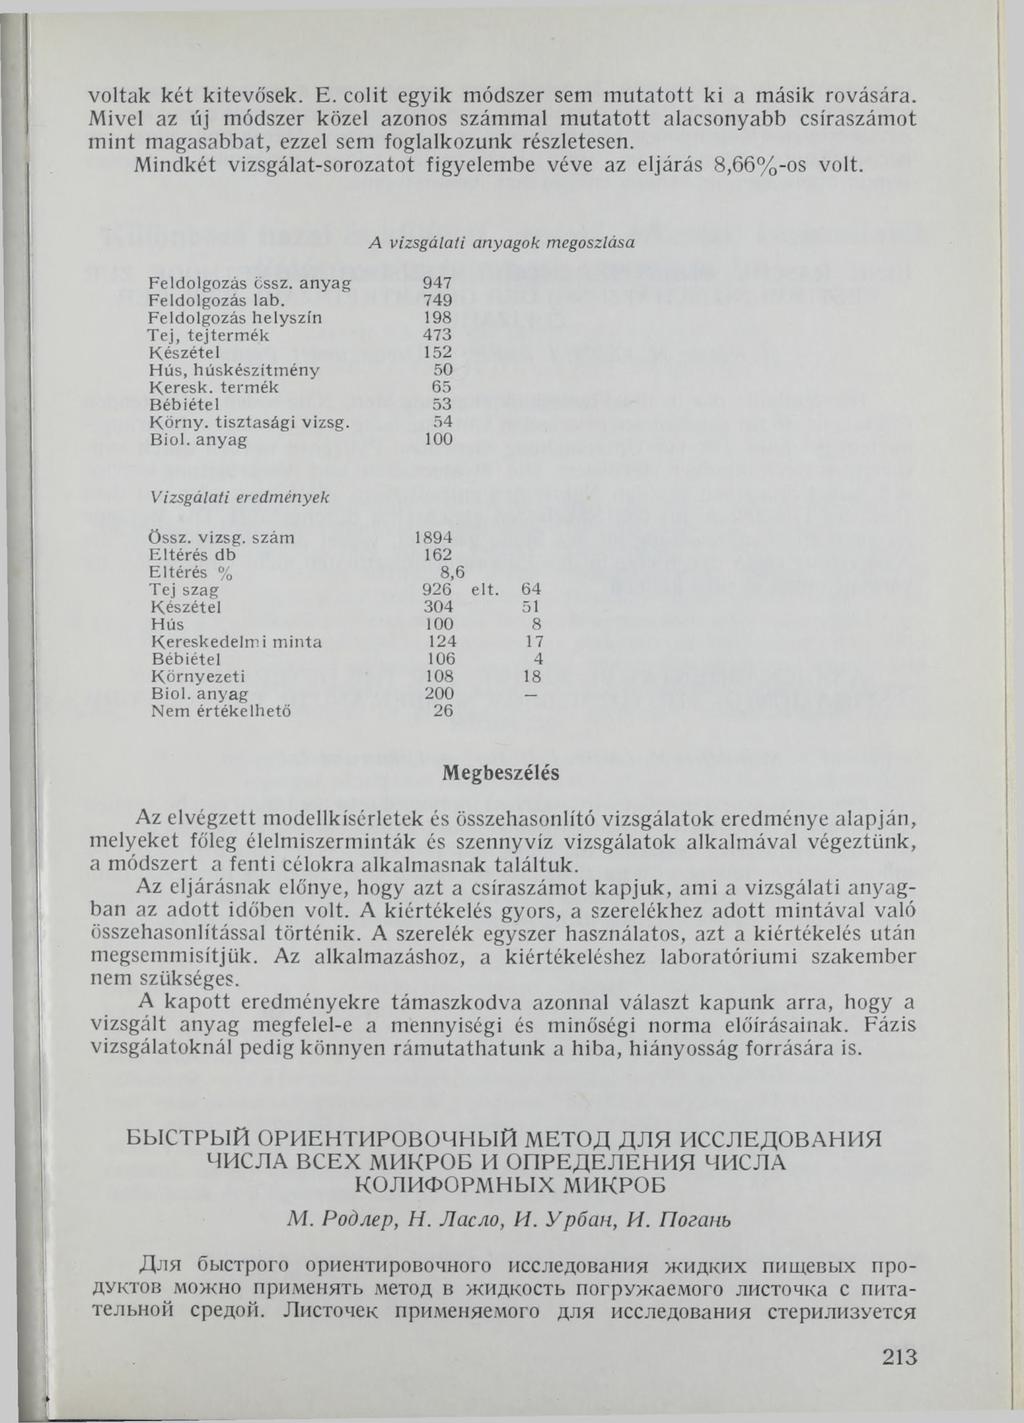 voltak két kitevősek. E. colit egyik módszer sem mutatott ki a másik rovására.
Mivel az új módszer közel azonos számmal mutatott alacsonyabb csíraszámot
mint magasabbat, ezzel sem foglalkozunk részletesen.
Mindkét vizsgálat-sorozatot figyelembe véve az eljárás 8,66%-os volt.
A vizsgálati anyagok megoszlása
Feldolgozás össz. anyag 947
Feldolgozás lab. 749
Feldolgozás helyszín 198
Tej, tejtermék 473
Készétel 152
Hús, húskészítmény 50
Keresk. termék 65
Bébiétel 53
Körny. tisztasági vizsg. 54
Biol. anyag 100
Vizsgálati eredmények
Össz. vizsg. szám 1894
Eltérés db 162
Eltérés % 8,6
Tej szag 926 elt. 64
Készétel 304 51
Hús 100 8
Kereskedelmi minta 124 17
Bébiétel 106 4
Környezeti 108 18
Biol. anyag 200 —
Nem értékelhető 26
Megbeszélés
Az elvégzett modellkísérletek és összehasonlító vizsgálatok eredménye alapján,
melyeket főleg élelmiszerminták és szennyvíz vizsgálatok alkalmával végeztünk,
a módszert a fenti célokra alkalmasnak találtuk.
Az eljárásnak előnye, hogy azt a csíraszámot kapjuk, ami a vizsgálati anyag-
ban az adott időben volt. A kiértékelés gyors, a szerelékhez adott mintával való
összehasonlítással történik. A szerelék egyszer használatos, azt a kiértékelés után
megsemmisítjük. Az alkalmazáshoz, a kiértékeléshez laboratóriumi szakember
nem szükséges.
A kapott eredményekre támaszkodva azonnal választ kapunk arra, hogy a
vizsgált anyag megfelel-e a mennyiségi és minőségi norma előírásainak. Fázis
vizsgálatoknál pedig könnyen rámutathatunk a hiba, hiányosság forrására is.
БЫСТРЫЙ ОРИЕНТИРОВОЧНЫЙ МЕТОД ДЛЯ ИССЛЕДОВАНИЯ
ЧИСЛА ВСЕХ МИКРОБ И ОПРЕДЕЛЕНИЯ ЧИСЛА
КОЛИФОРМНЫХ МИКРОБ
М. Родлер, Н. Ласло, И. Урбан, И. Погань
Для быстрого ориентировочного исследования жидких пищевых про-
дуктов можно применять метод в жидкость погружаемого листочка с пита-
тельной средой. Листочек применяемого для исследования стерилизуется
213